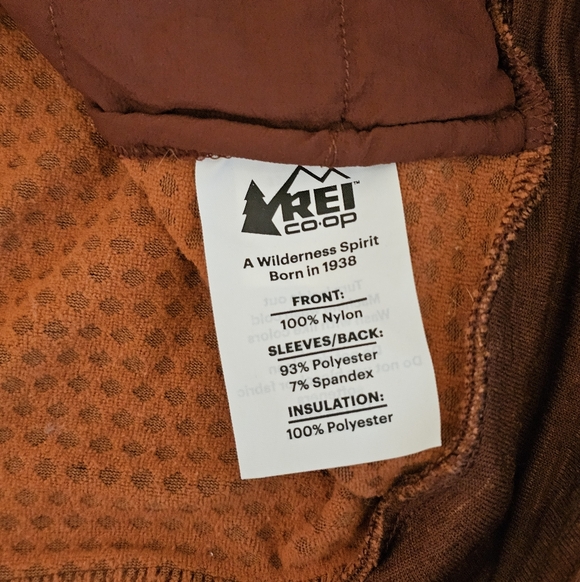 REI™
co·op
A Wilderness Spirit
Born in 1938
FRONT:
100% Nylon
SLEEVES/BACK:
93% Polyester
7% Spandex
INSULATION:
100% Polyester